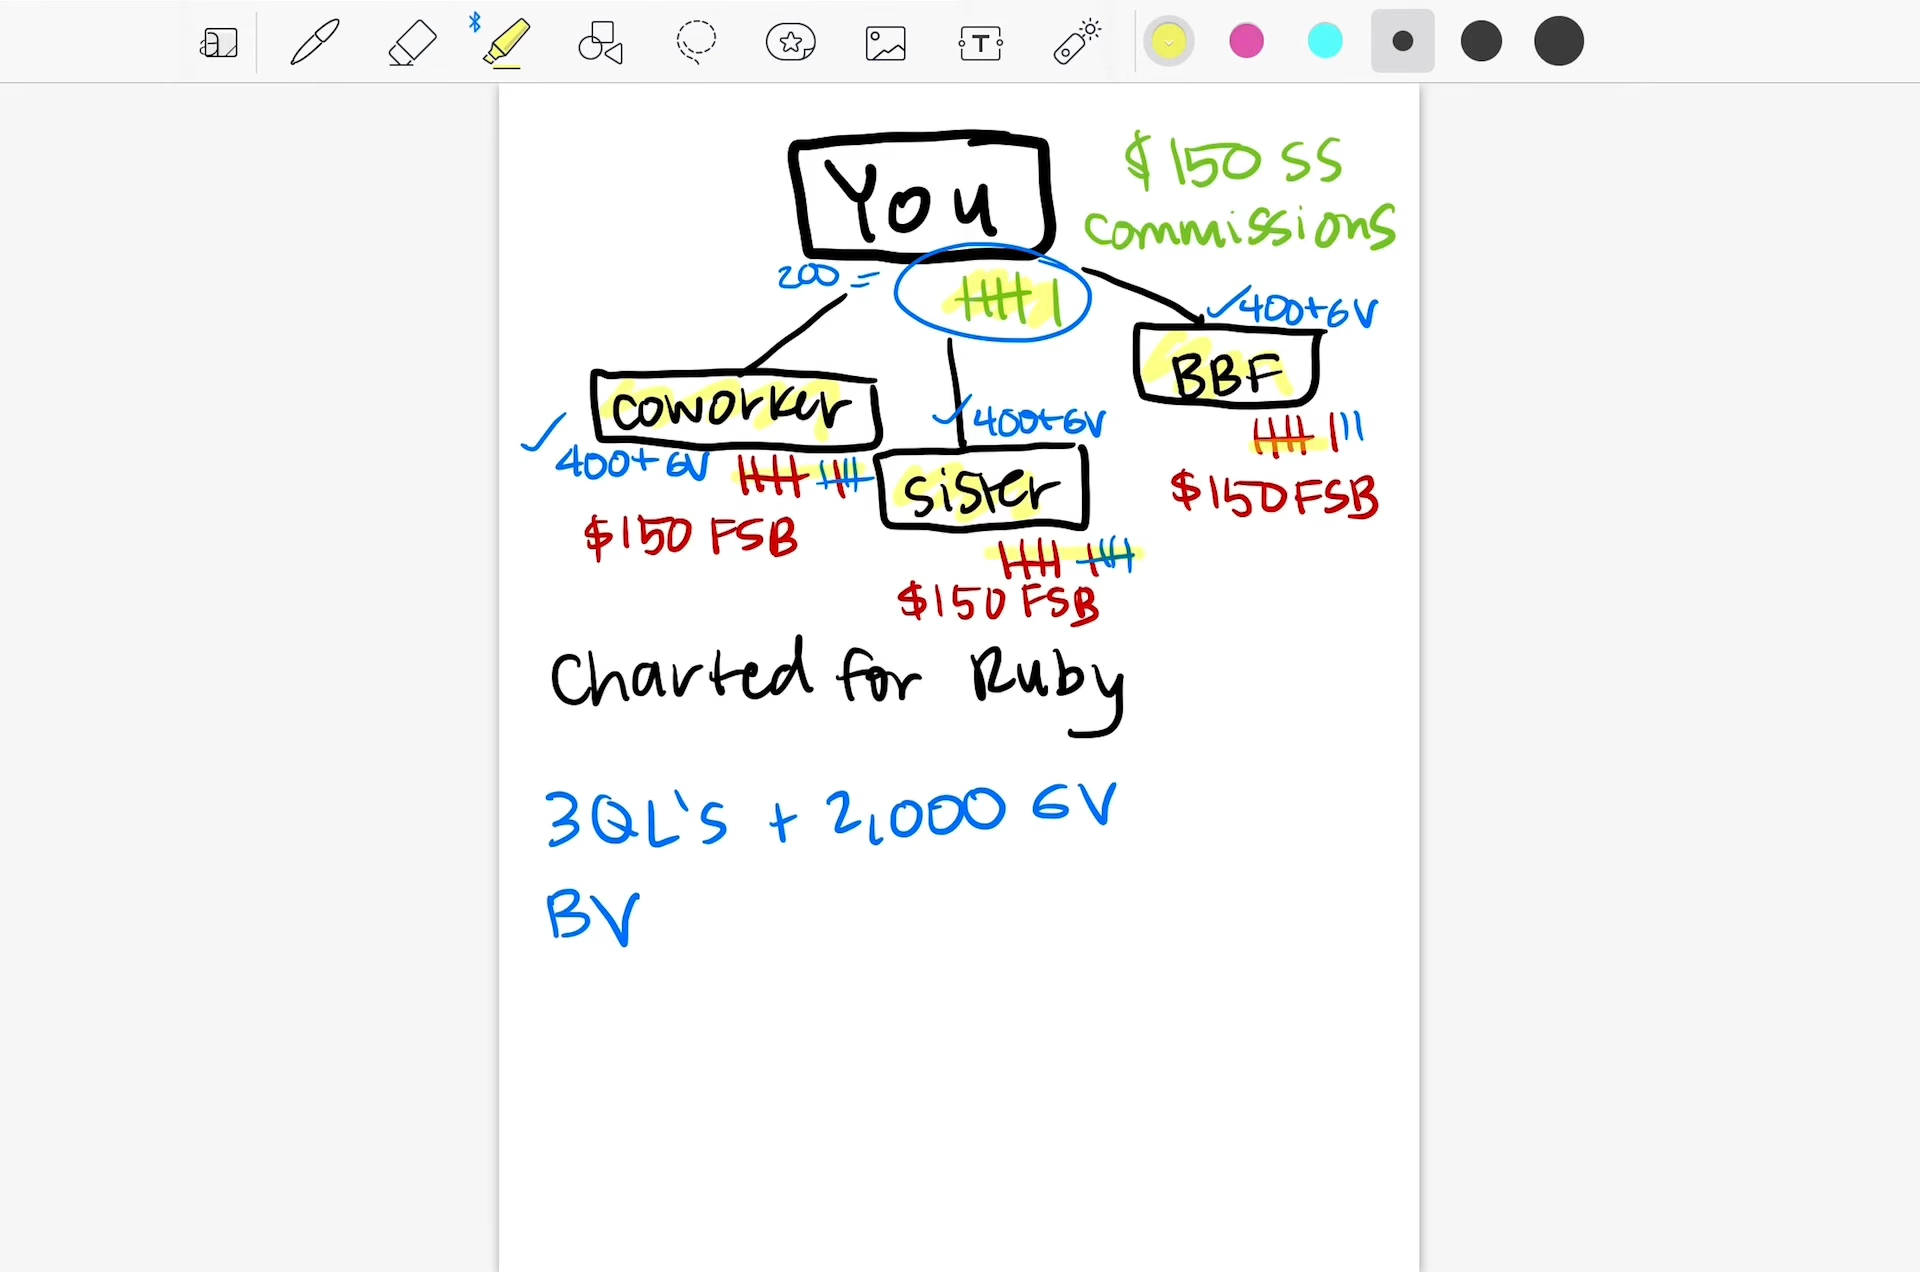 You
$150 SS
commissions
200 =
✓400+GV
BBF
coworker
✓400+GV
✓
400+ GV
sister
$150 FSB
$150 FSB
$150 FSB
Charted for Ruby
3QL's + 2,000 GV
BV